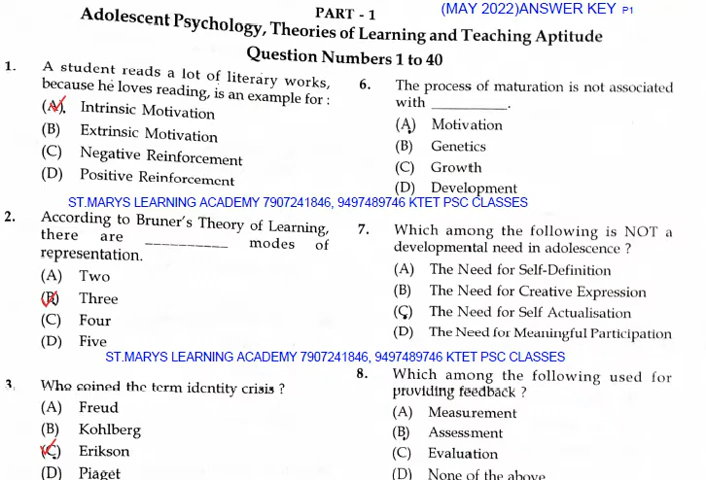 PART - 1
(MAY 2022)ANSWER KEY P1
Adolescent Psychology, Theories of Learning and Teaching Aptitude
Question Numbers 1 to 40
1. A student reads a lot of literary works,
because he loves reading, is an example for :
(A) Intrinsic Motivation
(B) Extrinsic Motivation
(C) Negative Reinforcement
(D) Positive Reinforcement
ST.MARYS LEARNING ACADEMY 7907241846, 9497489746 KTET PSC CLASSES
2. According to Bruner's Theory of Learning,
there are __________ modes of
representation.
(A) Two
(B) Three
(C) Four
(D) Five
ST.MARYS LEARNING ACADEMY 7907241846, 9497489746 KTET PSC CLASSES
3. Who coined the term identity crisis ?
(A) Freud
(B) Kohlberg
(C) Erikson
(D) Piaget
6. The process of maturation is not associated
with __________.
(A) Motivation
(B) Genetics
(C) Growth
(D) Development
7. Which among the following is NOT a
developmental need in adolescence ?
(A) The Need for Self-Definition
(B) The Need for Creative Expression
(C) The Need for Self Actualisation
(D) The Need for Meaningful Participation
8. Which among the following used for
providing feedback ?
(A) Measurement
(B) Assessment
(C) Evaluation
(D) None of the above